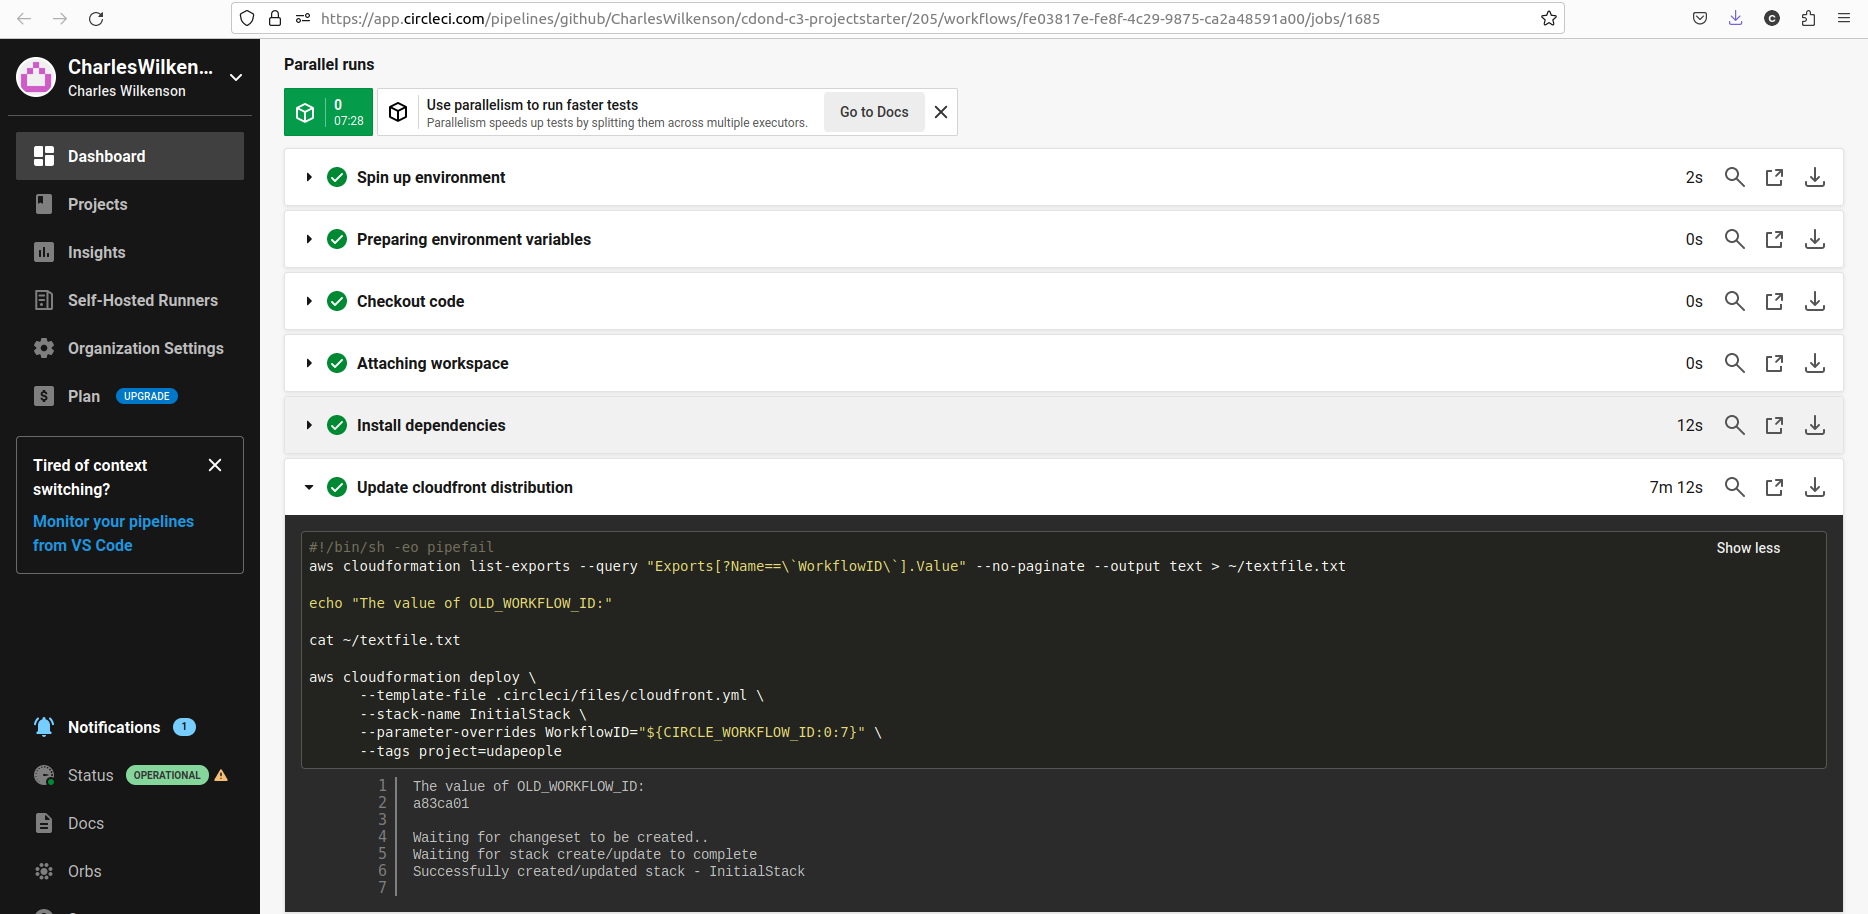 https://app.circleci.com/pipelines/github/CharlesWilkenson/cdond-c3-projectstarter/205/workflows/fe03817e-fe8f-4c29-9875-ca2a48591a00/jobs/1685
C
CharlesWilken...
Charles Wilkenson
Dashboard
Projects
Insights
Self-Hosted Runners
Organization Settings
Plan UPGRADE
Tired of context
switching?
Monitor your pipelines
from VS Code
Notifications 1
Status OPERATIONAL
Docs
Orbs
Parallel runs
0
07:28
Use parallelism to run faster tests
Parallelism speeds up tests by splitting them across multiple executors.
Go to Docs
Spin up environment 2s
Preparing environment variables 0s
Checkout code 0s
Attaching workspace 0s
Install dependencies 12s
Update cloudfront distribution 7m 12s
#!/bin/sh -eo pipefail
Show less
aws cloudformation list-exports --query "Exports[?Name==\`WorkflowID\`].Value" --no-paginate --output text > ~/textfile.txt
echo "The value of OLD_WORKFLOW_ID:"
cat ~/textfile.txt
aws cloudformation deploy \
--template-file .circleci/files/cloudfront.yml \
--stack-name InitialStack \
--parameter-overrides WorkflowID="${CIRCLE_WORKFLOW_ID:0:7}" \
--tags project=udapeople
1 The value of OLD_WORKFLOW_ID:
2 a83ca01
3
4 Waiting for changeset to be created..
5 Waiting for stack create/update to complete
6 Successfully created/updated stack - InitialStack
7